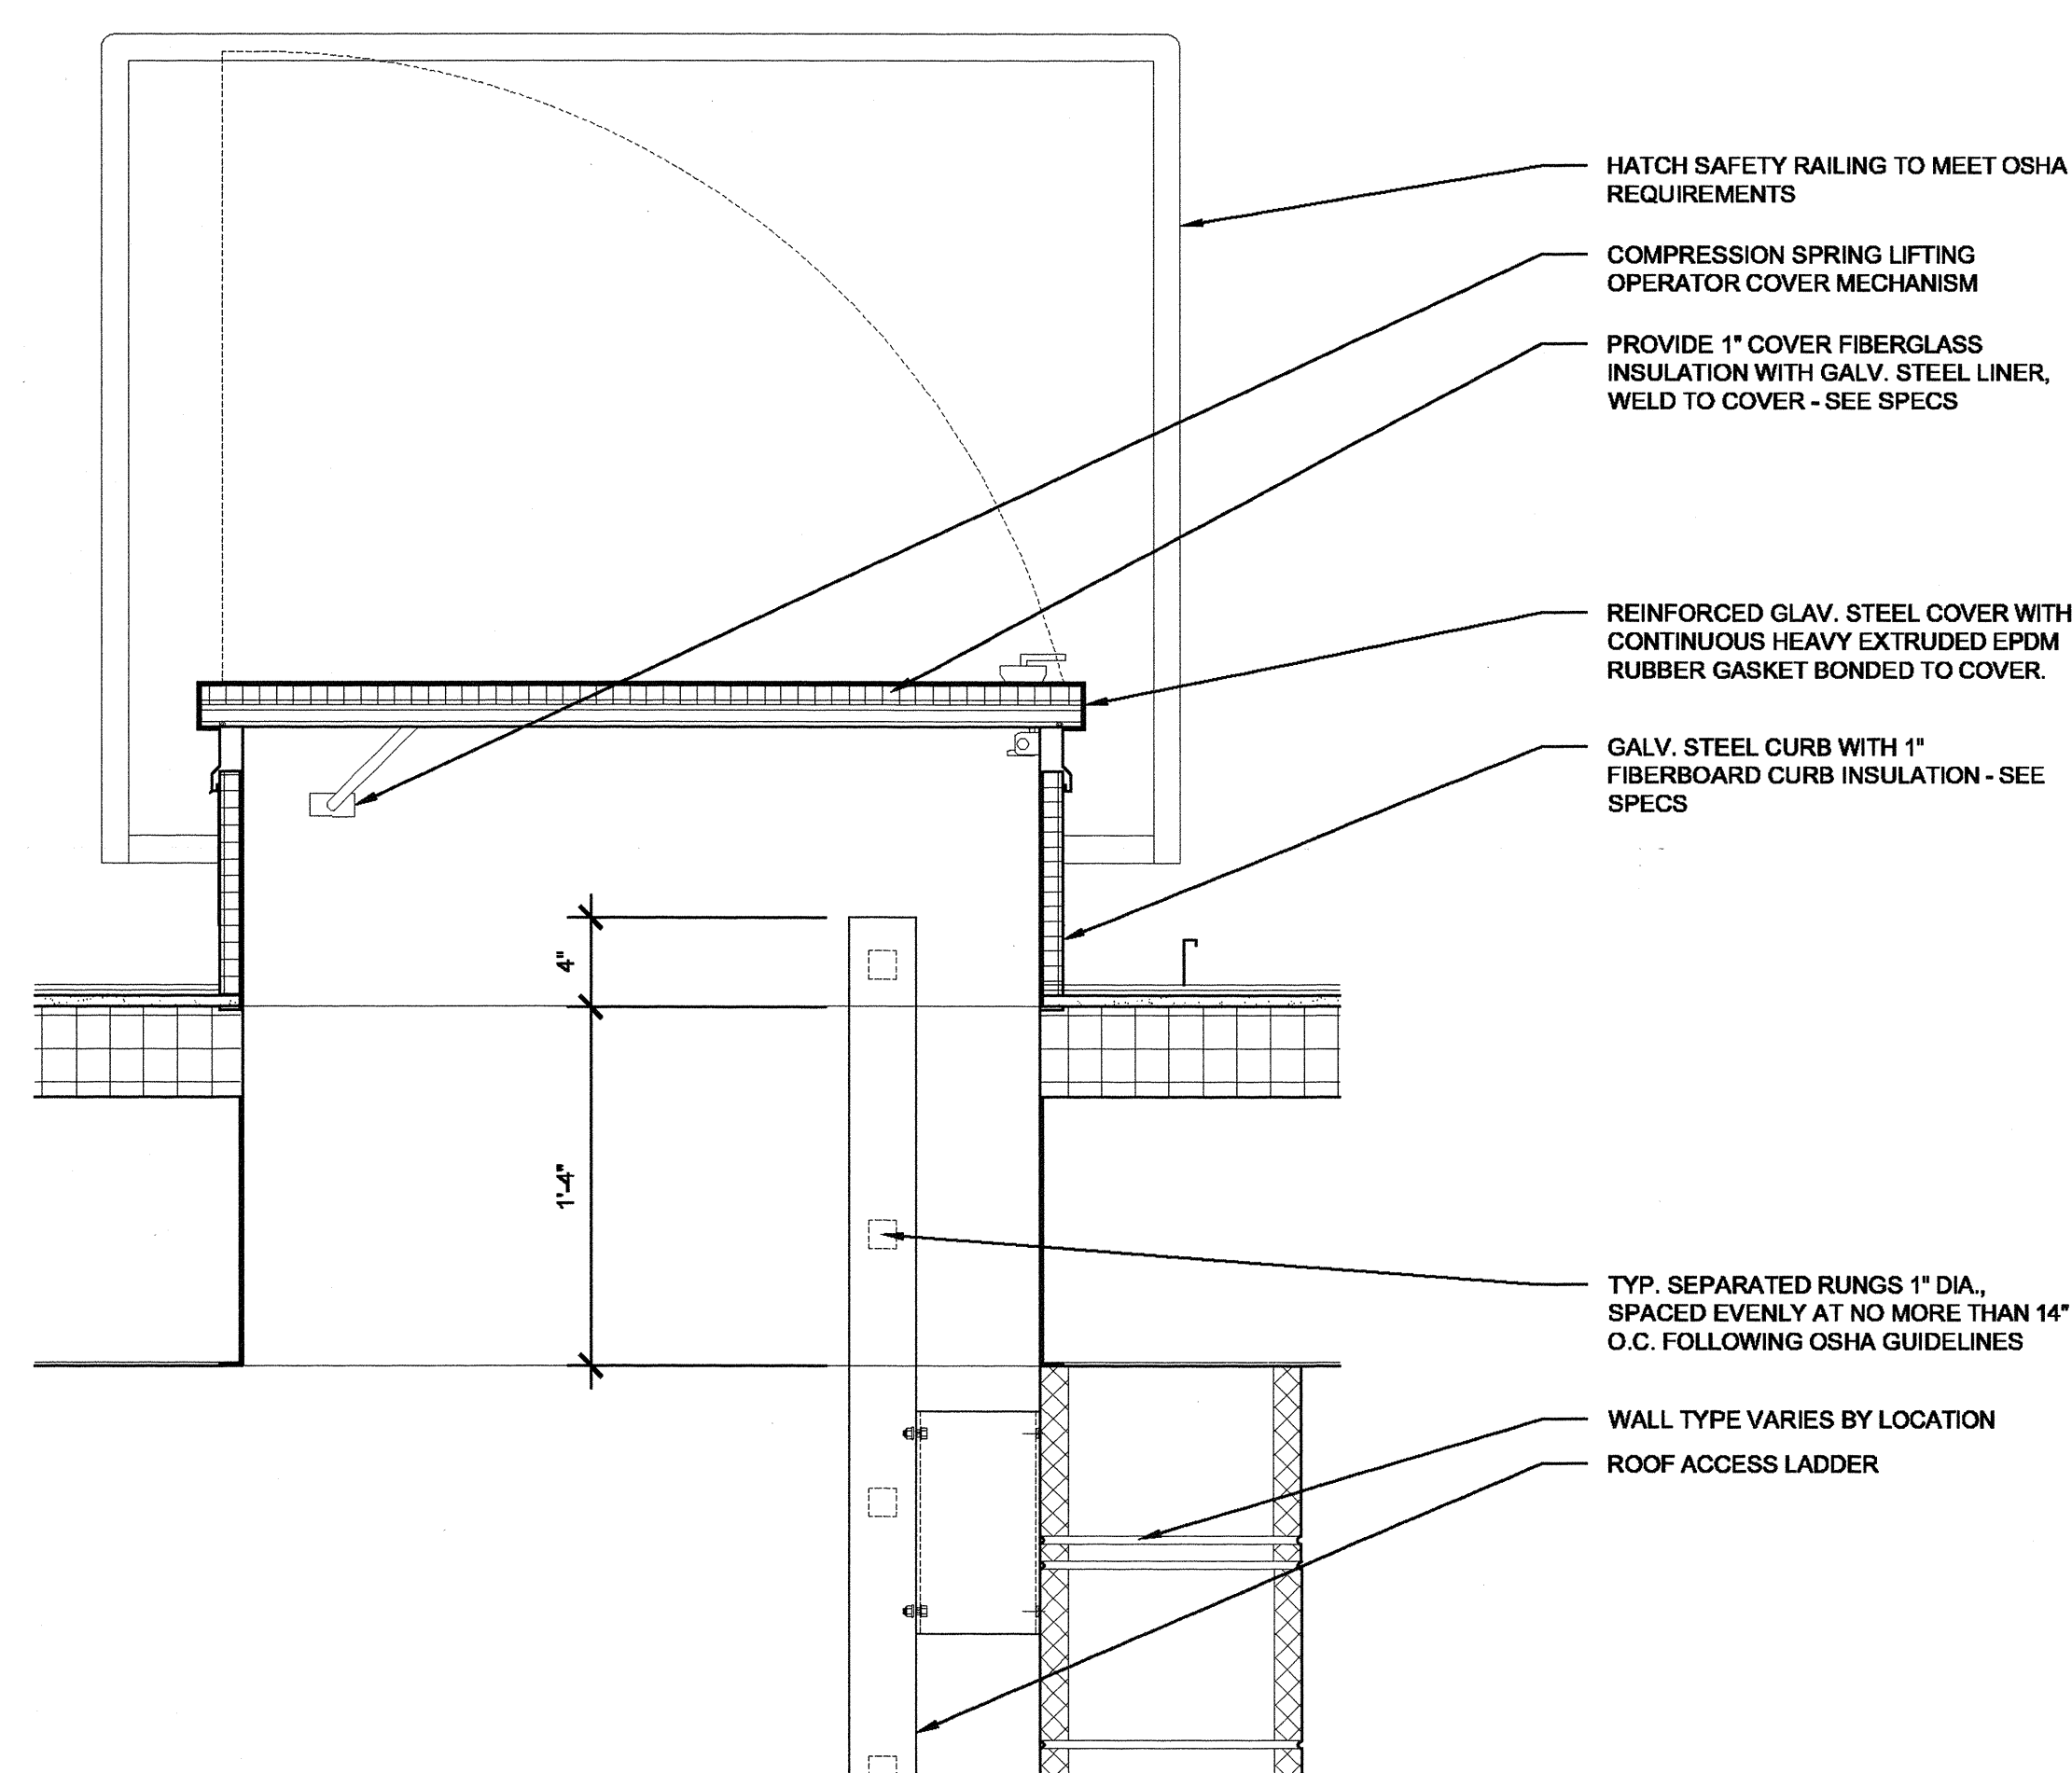 HATCH SAFETY RAILING TO MEET OSHA
REQUIREMENTS
COMPRESSION SPRING LIFTING
OPERATOR COVER MECHANISM
PROVIDE 1" COVER FIBERGLASS
INSULATION WITH GALV. STEEL LINER,
WELD TO COVER - SEE SPECS
REINFORCED GLAV. STEEL COVER WITH
CONTINUOUS HEAVY EXTRUDED EPDM
RUBBER GASKET BONDED TO COVER.
GALV. STEEL CURB WITH 1"
FIBERBOARD CURB INSULATION - SEE
SPECS
4"
1'-4"
TYP. SEPARATED RUNGS 1" DIA.,
SPACED EVENLY AT NO MORE THAN 14"
O.C. FOLLOWING OSHA GUIDELINES
WALL TYPE VARIES BY LOCATION
ROOF ACCESS LADDER